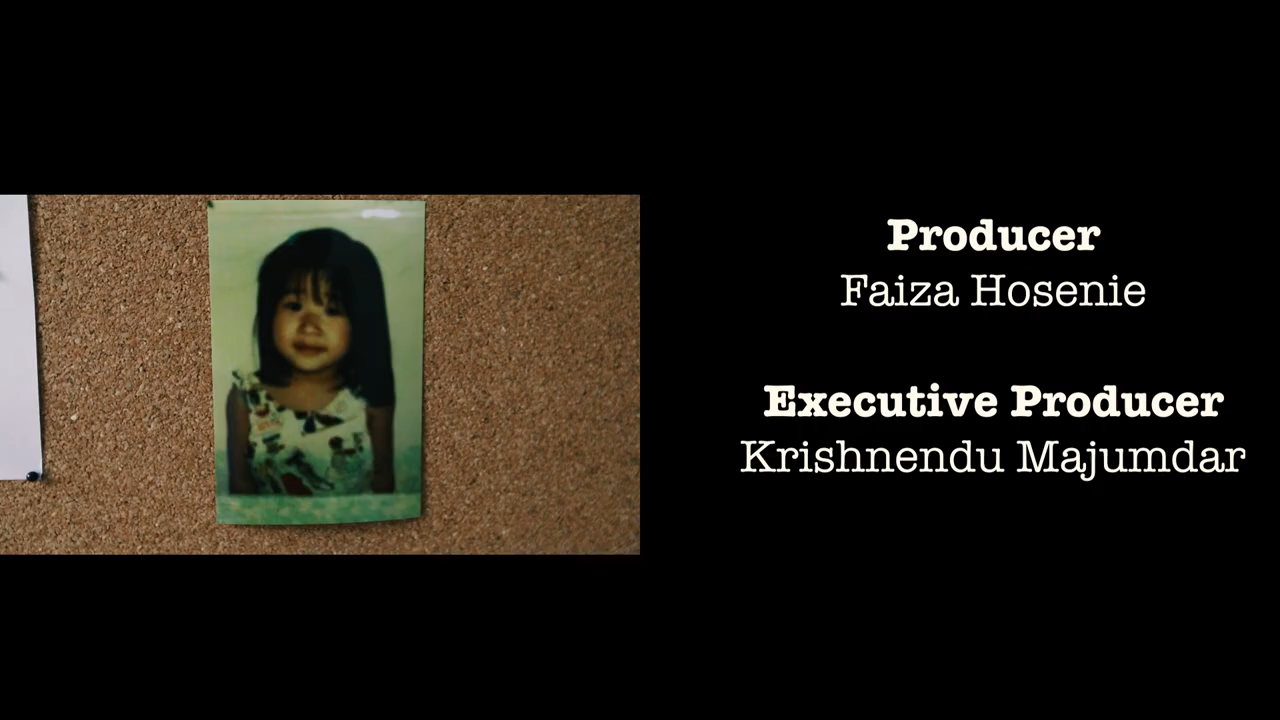 Producer
Faiza Hosenie
Executive Producer
Krishnendu Majumdar